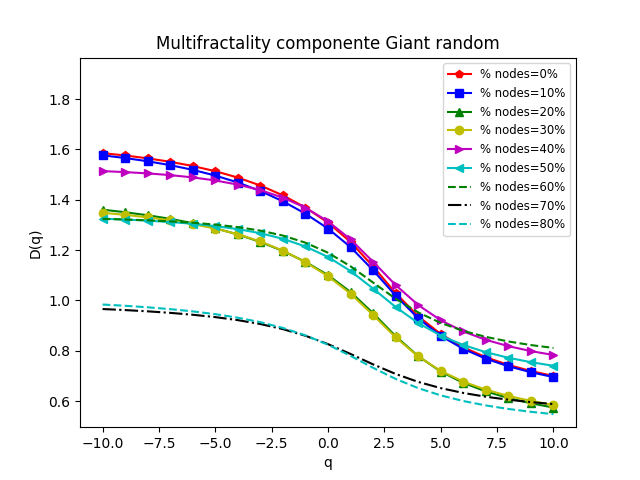 Multifractality componente Giant random
% nodes=0%
% nodes=10%
% nodes=20%
% nodes=30%
% nodes=40%
% nodes=50%
% nodes=60%
% nodes=70%
% nodes=80%
D(q)
1.8
1.6
1.4
1.2
1.0
0.8
0.6
−10.0 −7.5 −5.0 −2.5 0.0 2.5 5.0 7.5 10.0
q